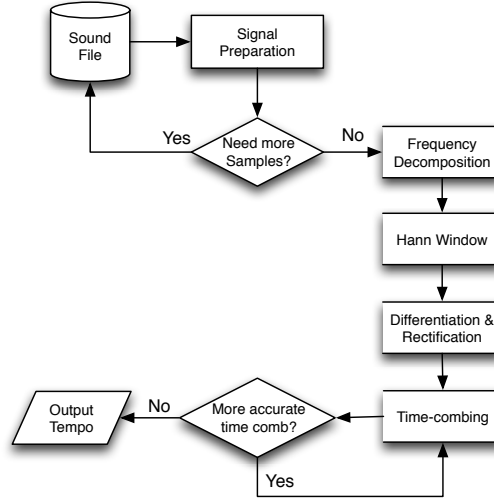 Sound
File
Signal
Preparation
Yes
Need more
Samples?
No
Frequency
Decomposition
Hann Window
Differentiation &
Rectification
Output
Tempo
No
More accurate
time comb?
Time-combing
Yes